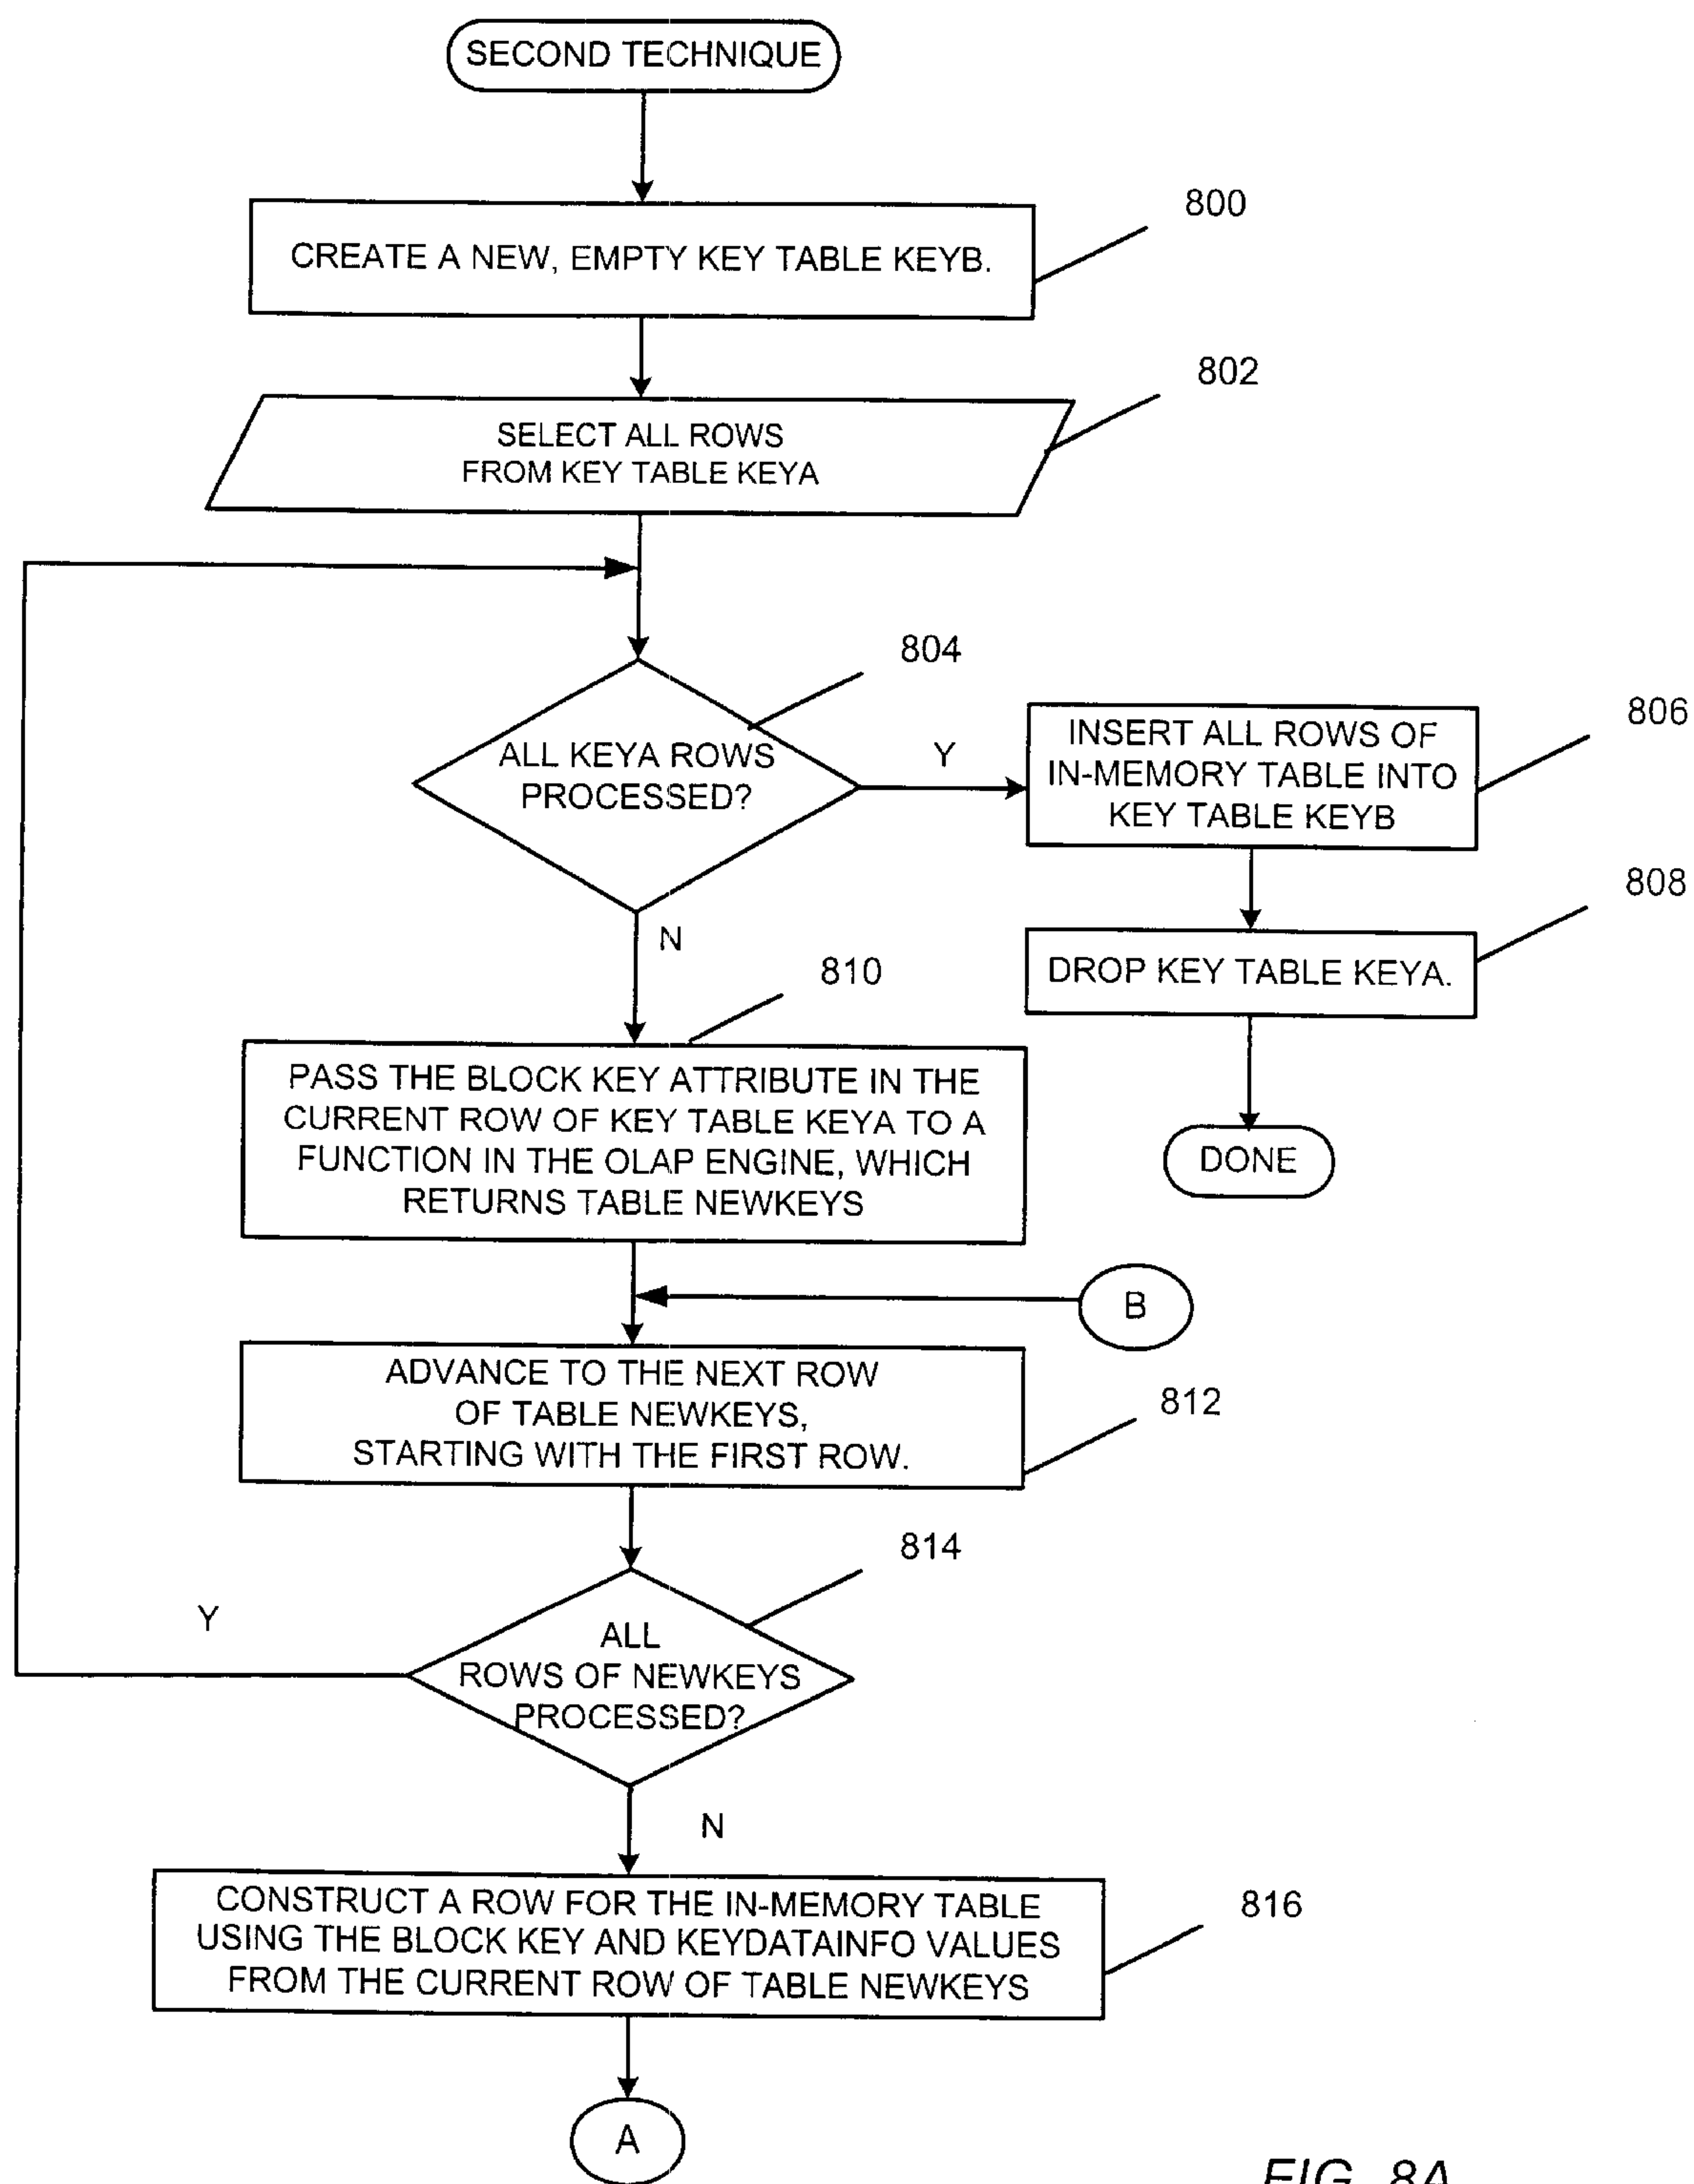 SECOND TECHNIQUE
800
CREATE A NEW, EMPTY KEY TABLE KEYB.
802
SELECT ALL ROWS
FROM KEY TABLE KEYA
804
ALL KEYA ROWS
PROCESSED?
Y
806
INSERT ALL ROWS OF
IN-MEMORY TABLE INTO
KEY TABLE KEYB
808
DROP KEY TABLE KEYA.
DONE
N
810
PASS THE BLOCK KEY ATTRIBUTE IN THE
CURRENT ROW OF KEY TABLE KEYA TO A
FUNCTION IN THE OLAP ENGINE, WHICH
RETURNS TABLE NEWKEYS
B
ADVANCE TO THE NEXT ROW
OF TABLE NEWKEYS,
STARTING WITH THE FIRST ROW.
812
814
Y
ALL
ROWS OF NEWKEYS
PROCESSED?
N
CONSTRUCT A ROW FOR THE IN-MEMORY TABLE
USING THE BLOCK KEY AND KEYDATAINFO VALUES
FROM THE CURRENT ROW OF TABLE NEWKEYS
816
A
FIG. 8A